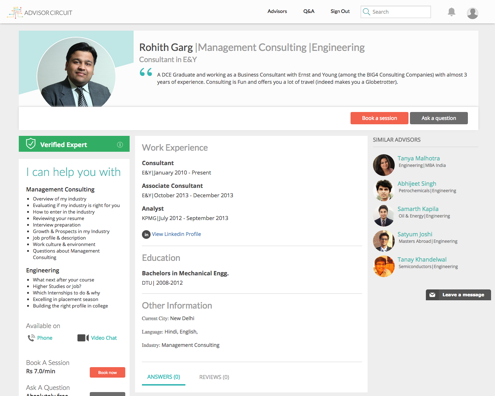 ADVISOR CIRCUIT
Advisors
Q&A
Sign Out
Search
Rohith Garg |Management Consulting |Engineering
Consultant in E&Y
A DCE Graduate and working as a Business Consultant with Ernst and Young (among the BIG4 Consulting Companies) with almost 3
years of experience. Consulting is Fun and offers you a lot of travel (indeed makes you a Globetrotter).
Book a session
Ask a question
Verified Expert
I can help you with
Management Consulting
Overview of my industry
Evaluating if my industry is right for you
How to enter in the industry
Reviewing your resume
Interview preparation
Growth & Prospects in my Industry
Job profile & description
Work culture & environment
Questions about Management
Consulting
Engineering
What next after your course
Higher Studies or Job?
Which Internships to do & why
Excelling in placement season
Building the right profile in college
Available on
Phone
Video Chat
Book A Session
Rs 7.0/min
Book now
Ask A Question
Absolutely free
Work Experience
Consultant
E&Y|January 2010 - Present
Associate Consultant
E&Y|October 2013 - December 2013
Analyst
KPMG|July 2012 - September 2013
View Linkedin Profile
Education
Bachelors in Mechanical Engg.
DTU| 2008-2012
Other Information
Current City: New Delhi
Language: Hindi, English,
Industry: Management Consulting
ANSWERS (0)
REVIEWS (0)
SIMILAR ADVISORS
Tanya Malhotra
Engineering|MBA India
Abhijeet Singh
Petrochemicals|Engineering
Samarth Kapila
Oil & Energy|Engineering
Satyum Joshi
Masters Abroad|Engineering
Tanay Khandelwal
Semiconductors|Engineering
Leave a message